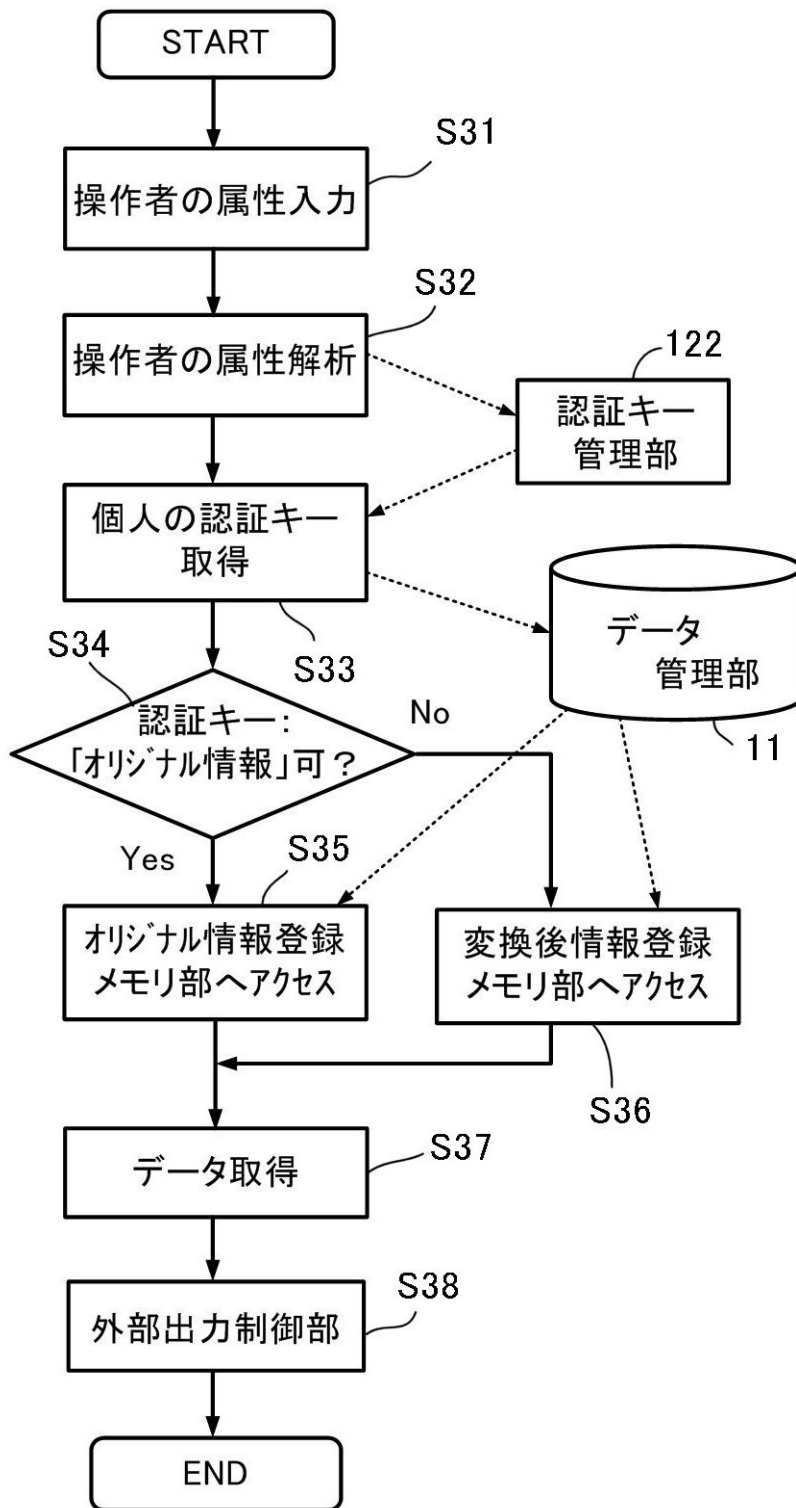 START
S31
操作者の属性入力
S32
操作者の属性解析
122
認証キー
管理部
個人の認証キー
取得
S33
データ
管理部
11
S34
認証キー：
「オリジナル情報」可？
No
Yes
S35
オリジナル情報登録
メモリ部へアクセス
変換後情報登録
メモリ部へアクセス
S36
データ取得
S37
外部出力制御部
S38
END